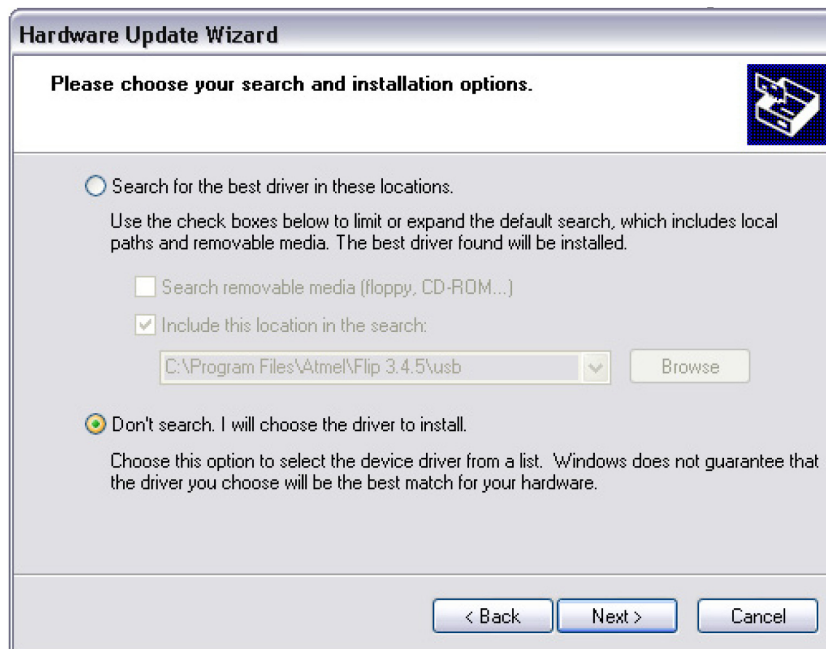 Hardware Update Wizard
Please choose your search and installation options.
Search for the best driver in these locations.
Use the check boxes below to limit or expand the default search, which includes local
paths and removable media. The best driver found will be installed.
Search removable media (floppy, CD-ROM...)
Include this location in the search:
C:\Program Files\Atmel\Flip 3.4.5\usb
Browse
Don't search. I will choose the driver to install.
Choose this option to select the device driver from a list. Windows does not guarantee that
the driver you choose will be the best match for your hardware.
< Back
Next >
Cancel